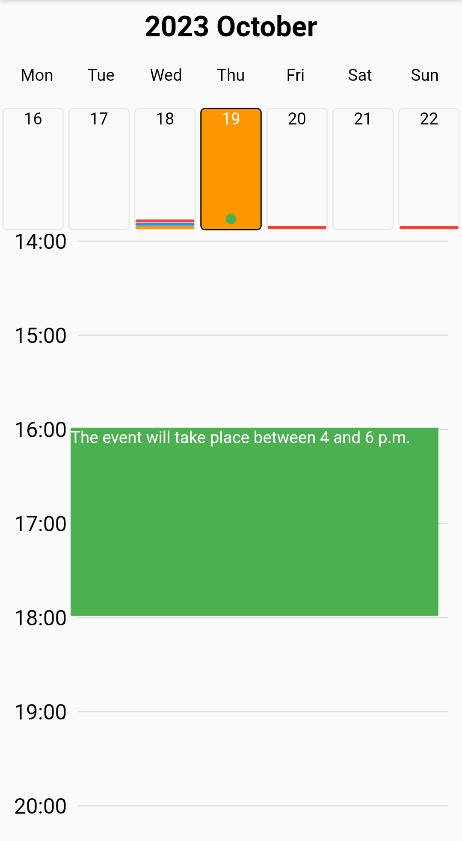 2023 October
Mon Tue Wed Thu Fri Sat Sun
16 17 18 19 20 21 22
14:00
15:00
16:00
The event will take place between 4 and 6 p.m.
17:00
18:00
19:00
20:00